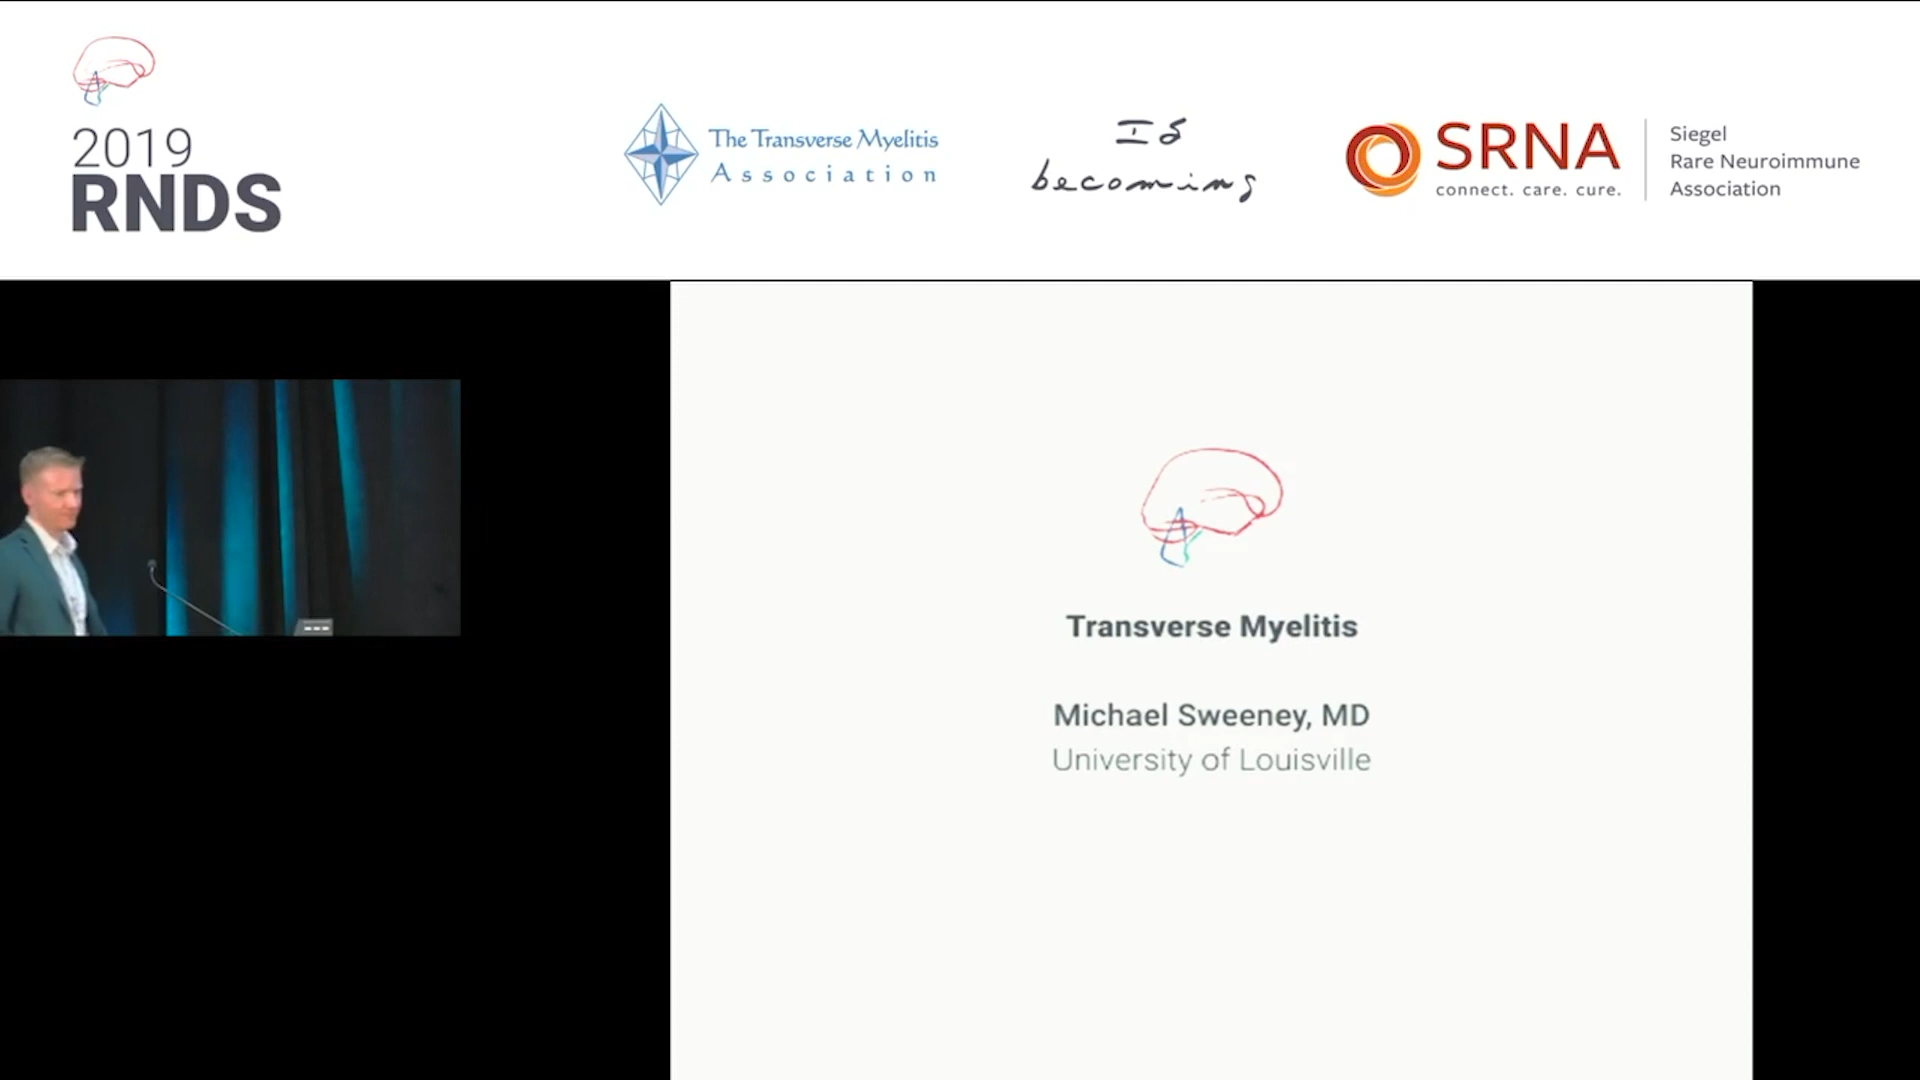 2019
RNDS
The Transverse Myelitis
Association
is
becoming
SRNA
connect. care. cure.
Siegel
Rare Neuroimmune
Association
Transverse Myelitis
Michael Sweeney, MD
University of Louisville